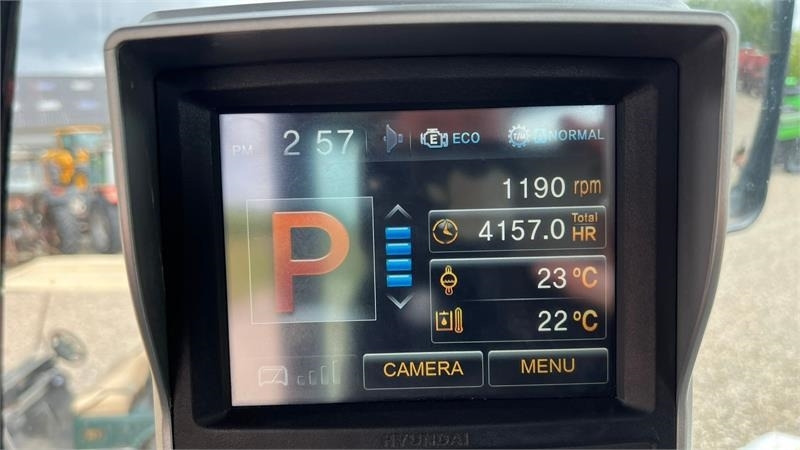 PM 2 57 E ECO T/M NORMAL
1190 rpm
P
4157.0 Total HR
23 °C
22 °C
CAMERA MENU
HYUNDAI